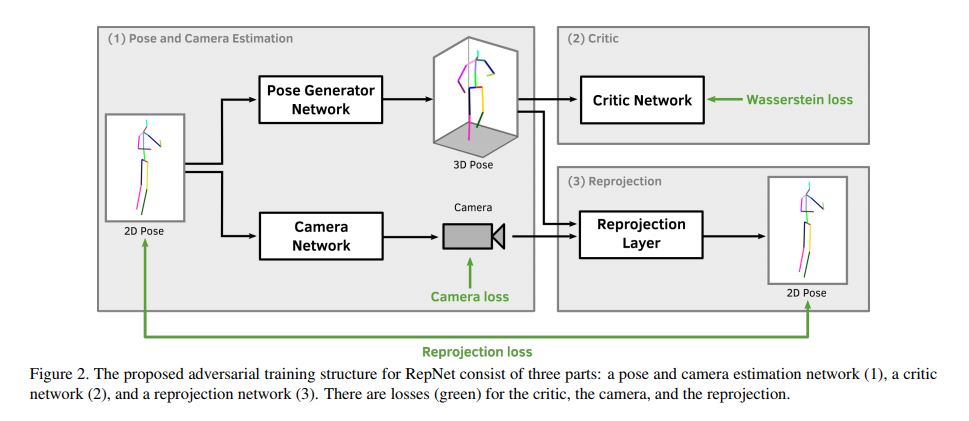 (1) Pose and Camera Estimation
Pose Generator
Network
3D Pose
2D Pose
Camera
Network
Camera
Camera loss
(2) Critic
Critic Network
Wasserstein loss
(3) Reprojection
Reprojection
Layer
2D Pose
Reprojection loss
Figure 2. The proposed adversarial training structure for RepNet consist of three parts: a pose and camera estimation network (1), a critic
network (2), and a reprojection network (3). There are losses (green) for the critic, the camera, and the reprojection.